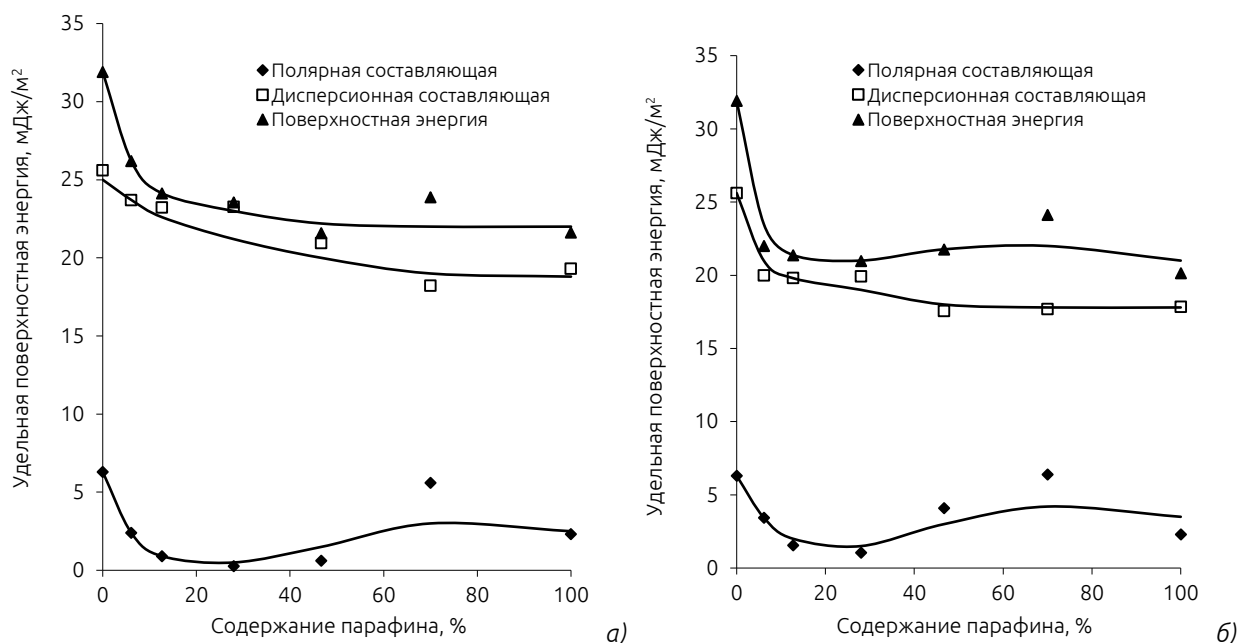 Удельная поверхностная энергия, мДж/м²
35
30
25
20
15
10
5
0
Полярная составляющая
Дисперсионная составляющая
Поверхностная энергия
0 20 40 60 80 100
Содержание парафина, %
а)
Удельная поверхностная энергия, мДж/м²
35
30
25
20
15
10
5
0
Полярная составляющая
Дисперсионная составляющая
Поверхностная энергия
0 20 40 60 80 100
Содержание парафина, %
б)